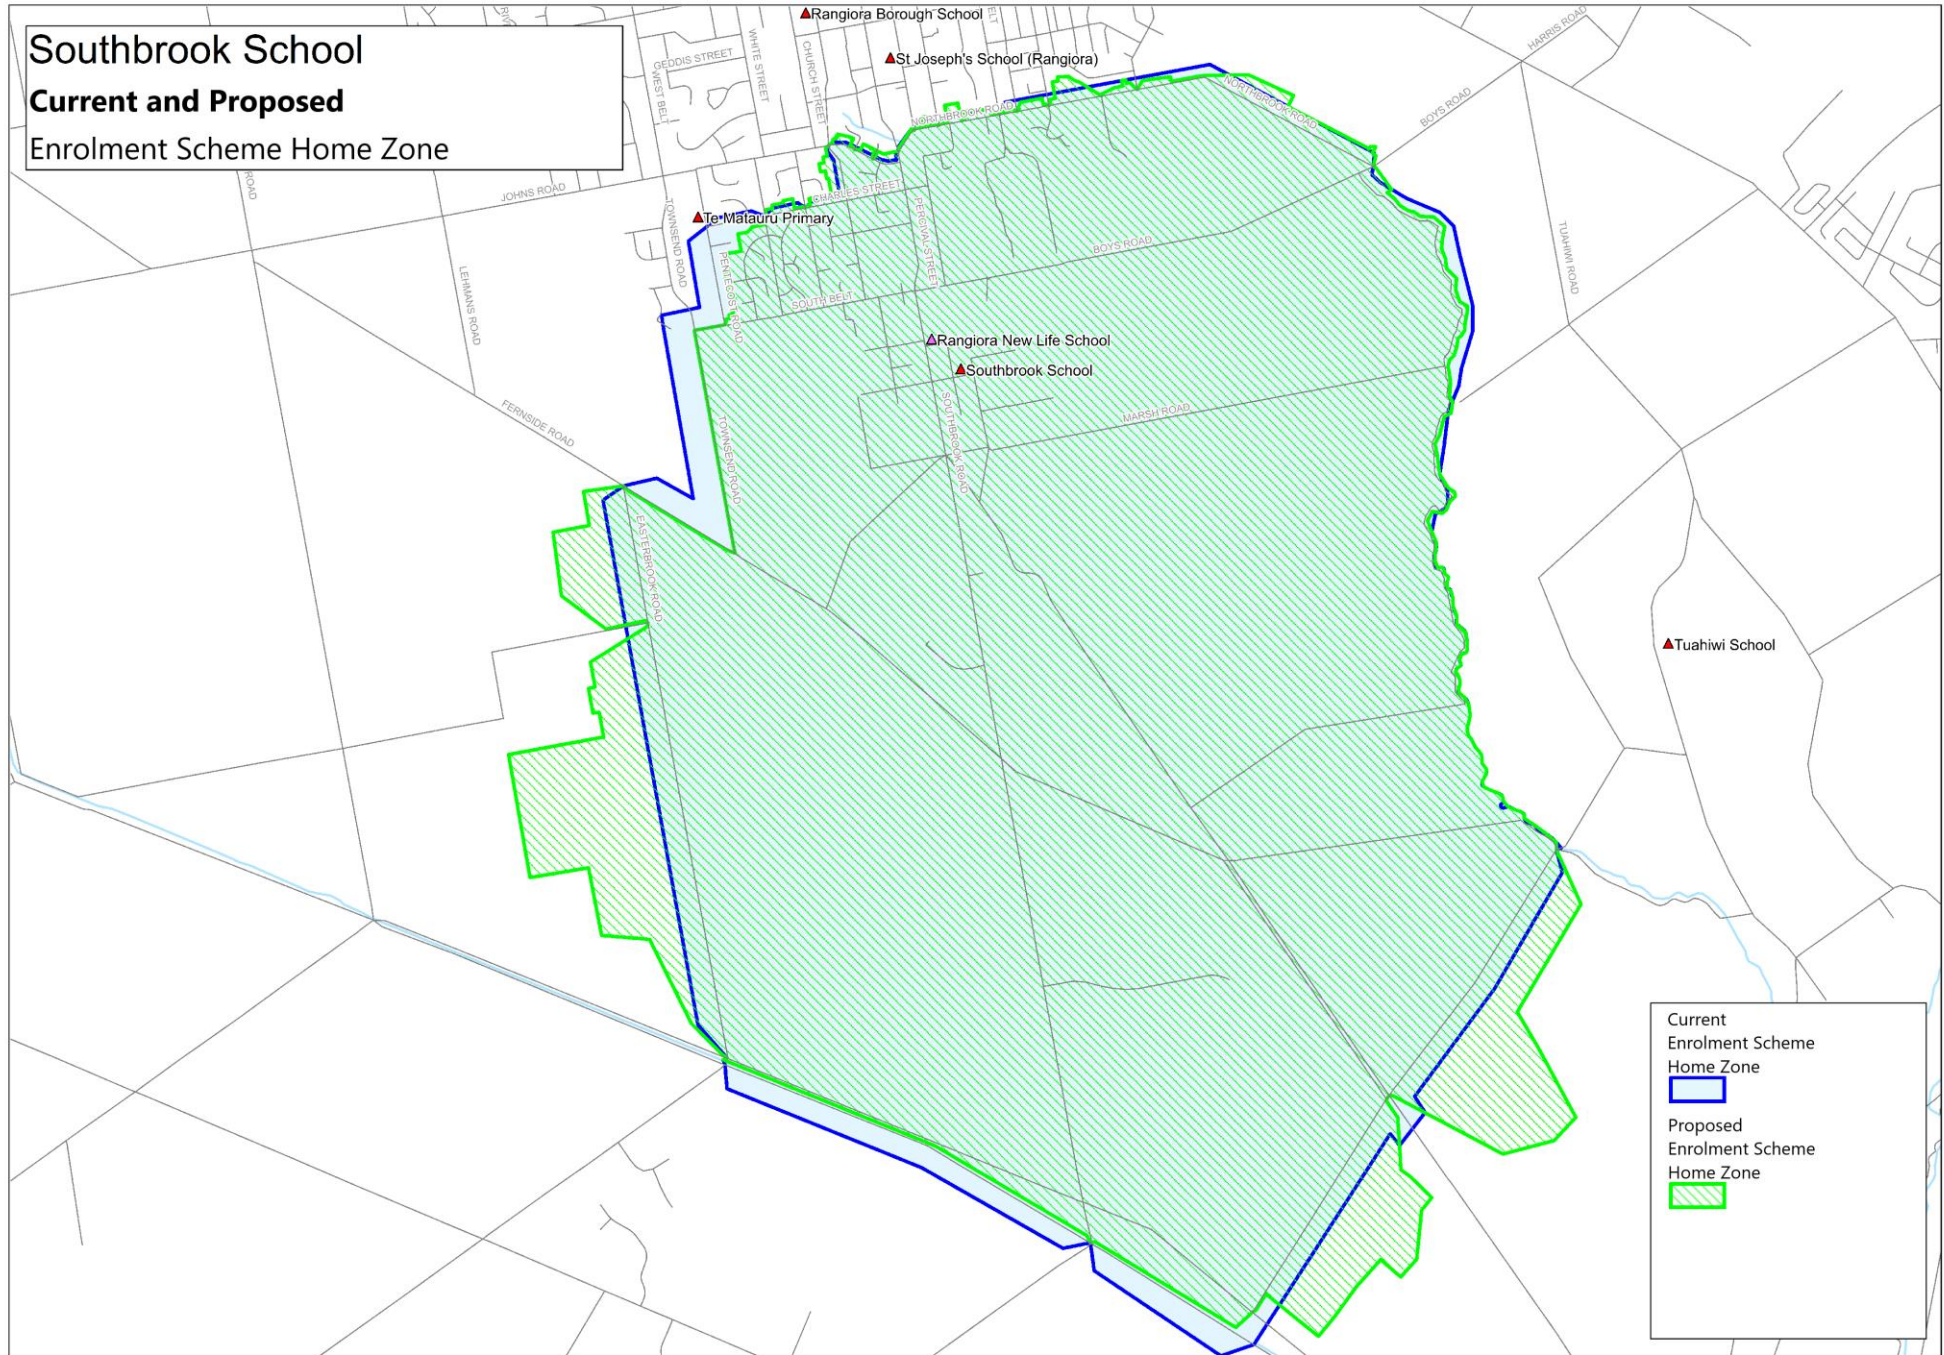 Southbrook School
Current and Proposed
Enrolment Scheme Home Zone
Rangiora Borough School
St Joseph's School (Rangiora)
HARRIS ROAD
GEDDIS STREET
WHITE STREET
CHURCH STREET
WEST BELT
NORTHBROOK ROAD
NORTHBROOK ROAD
BOYS ROAD
ROAD
JOHNS ROAD
CHARLES STREET
TOWNSEND ROAD
Te Matauru Primary
PERCIVAL STREET
BOYS ROAD
TUAHIWI ROAD
LEHMANS ROAD
PENTECOST ROAD
SOUTH BELT
Rangiora New Life School
Southbrook School
FERNSIDE ROAD
TOWNSEND ROAD
SOUTHBROOK ROAD
MARSH ROAD
EASTERBROOK ROAD
Tuahiwi School
Current
Enrolment Scheme
Home Zone
Proposed
Enrolment Scheme
Home Zone